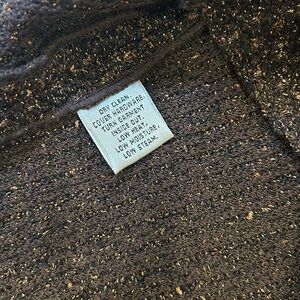 DRY CLEAN.
COVER HARDWARE.
TURN GARMENT
INSIDE OUT.
LOW HEAT,
LOW MOISTURE,
LOW STEAM.